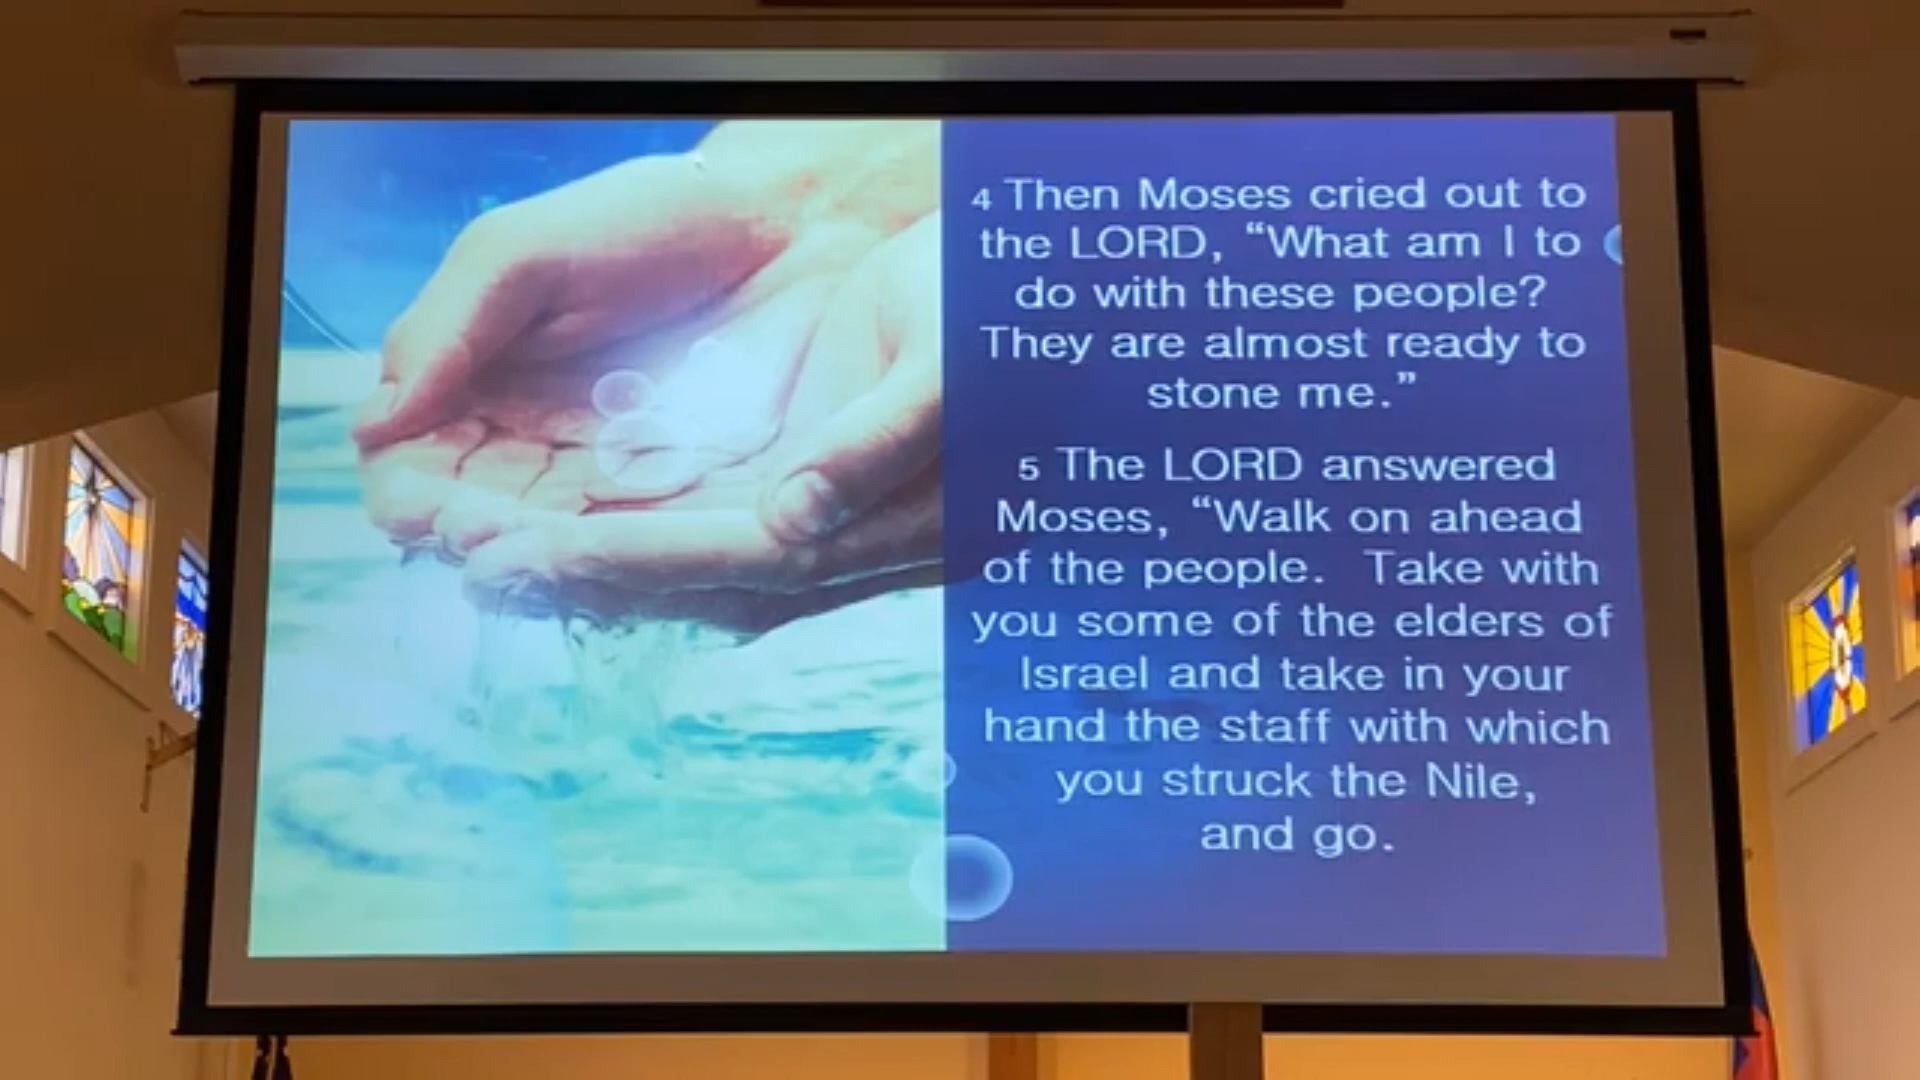 4 Then Moses cried out to
the LORD, “What am I to
do with these people?
They are almost ready to
stone me.”
5 The LORD answered
Moses, “Walk on ahead
of the people. Take with
you some of the elders of
Israel and take in your
hand the staff with which
you struck the Nile,
and go.